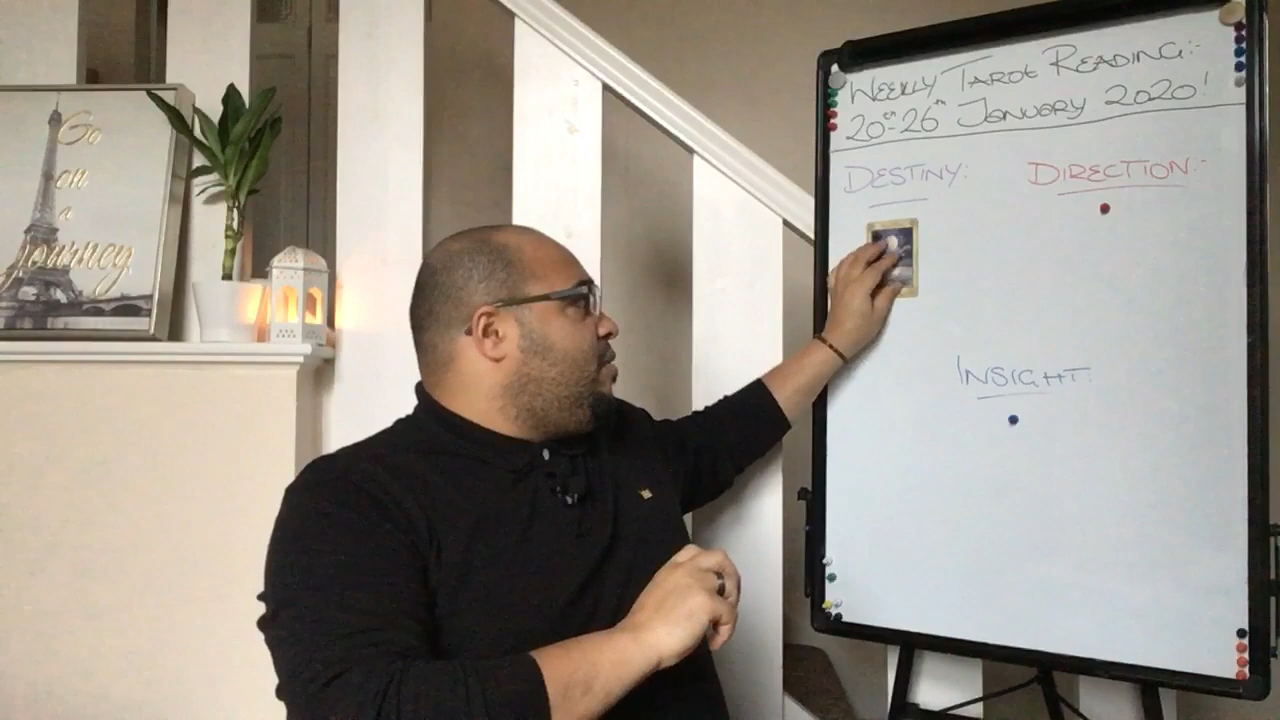 Go
on
a
journey
WEEKLY TAROT READING:-
20th-26th JANUARY 2020!
DESTINY:
DIRECTION:-
INSIGHT: